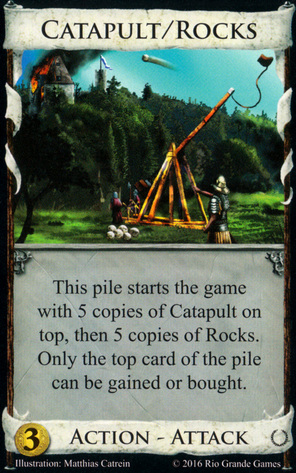 CATAPULT/ROCKS
This pile starts the game
with 5 copies of Catapult on
top, then 5 copies of Rocks.
Only the top card of the pile
can be gained or bought.
3 ACTION - ATTACK
Illustration: Matthias Catrein © 2016 Rio Grande Games